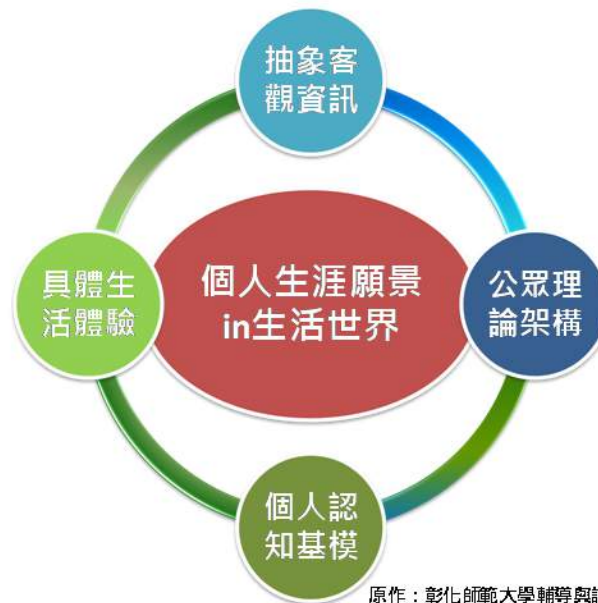 抽象客
觀資訊
具體生
活體驗
個人生涯願景
in生活世界
公眾理
論架構
個人認
知基模
原作：彰化師範大學輔導與